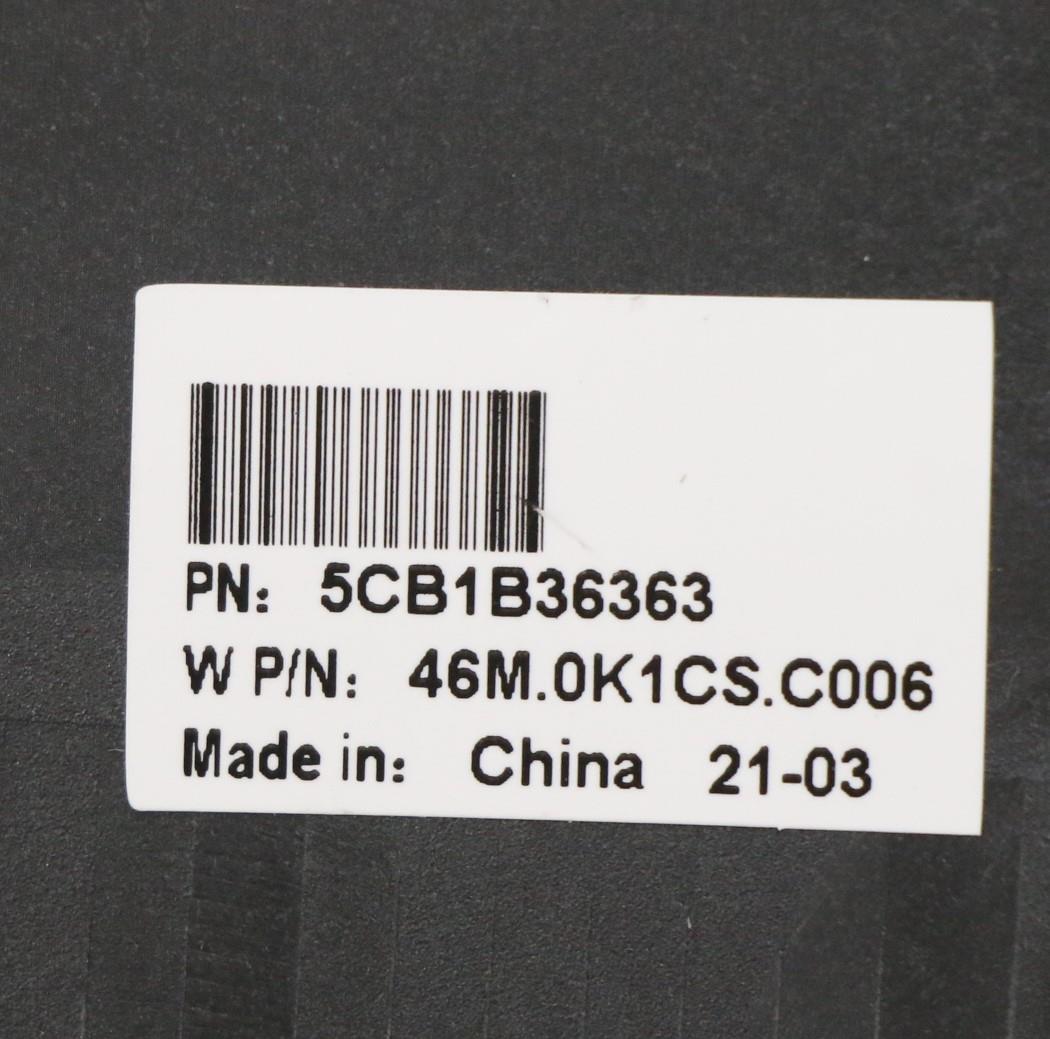 PN: 5CB1B36363
W P/N: 46M.0K1CS.C006
Made in: China 21-03